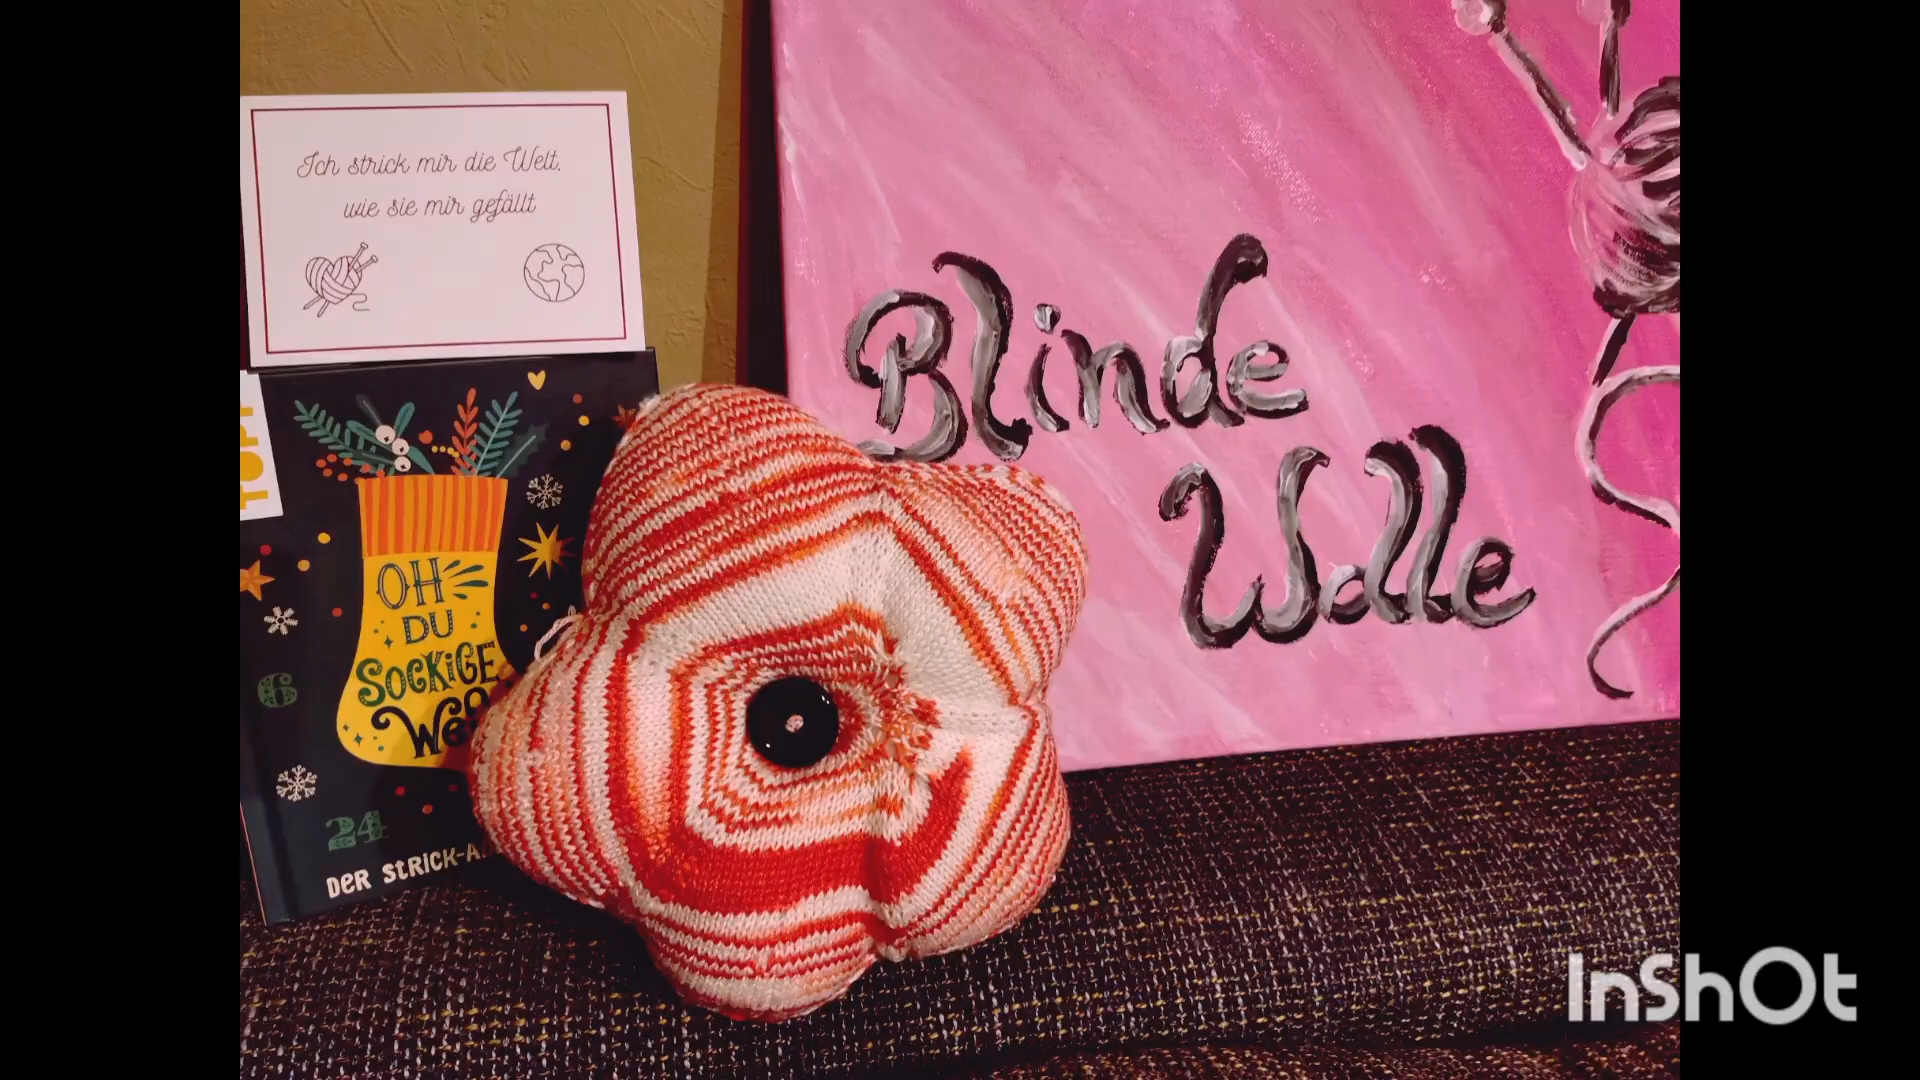 Ich strick mir die Welt,
wie sie mir gefällt
TOPP
OH
DU
SOCKIGE
6
24
DER STRICK-A
Blinde
Wolle
InShOt